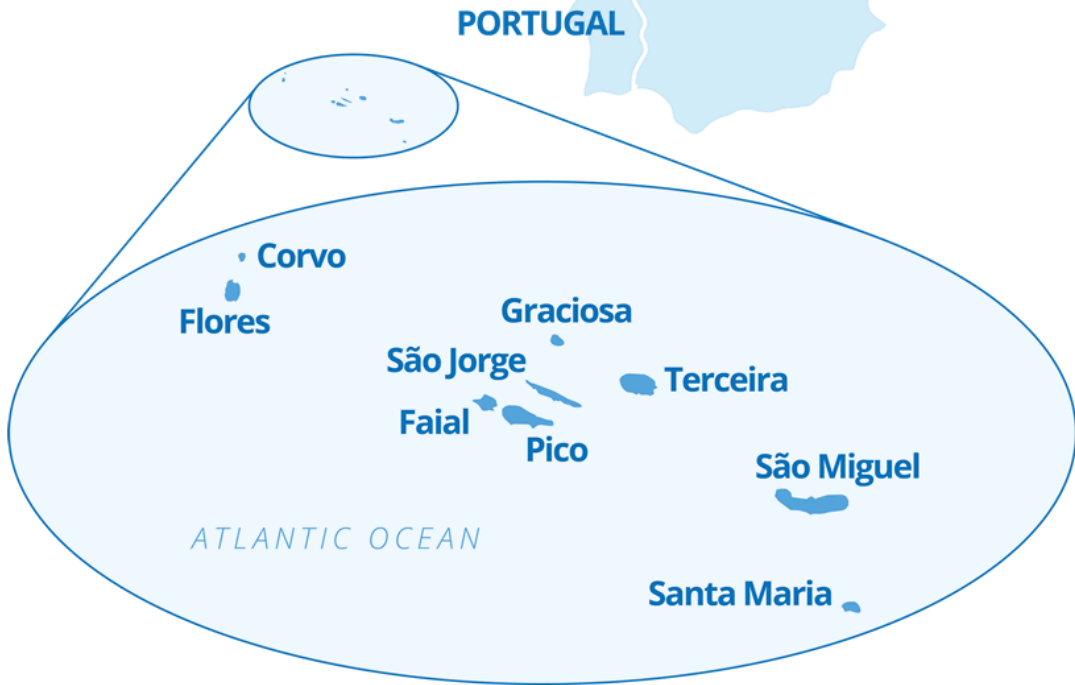 PORTUGAL
Corvo
Flores
Graciosa
São Jorge
Terceira
Faial
Pico
São Miguel
ATLANTIC OCEAN
Santa Maria